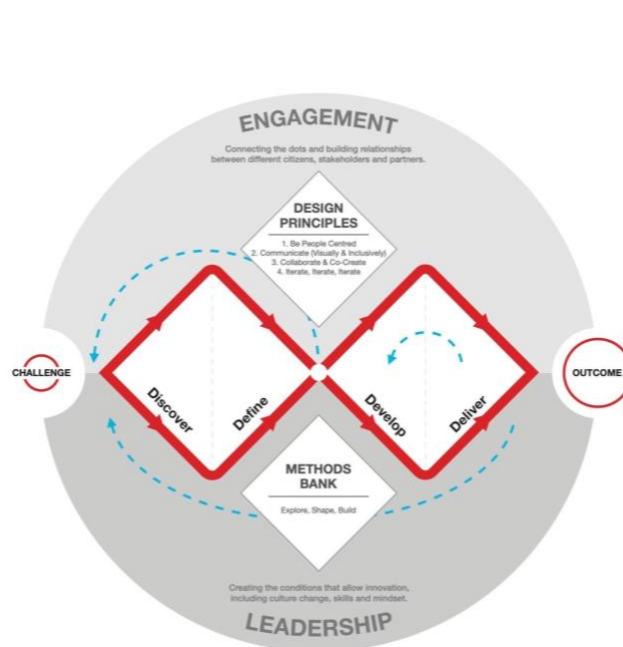 ENGAGEMENT
Connecting the dots and building relationships
between different citizens, stakeholders and partners.
DESIGN
PRINCIPLES
1. Be People Centred
2. Communicate (Visually & Inclusively)
3. Collaborate & Co-Create
4. Iterate, Iterate, Iterate
CHALLENGE
OUTCOME
Discover
Define
Develop
Deliver
METHODS
BANK
Explore, Shape, Build
Creating the conditions that allow innovation,
including culture change, skills and mindset.
LEADERSHIP